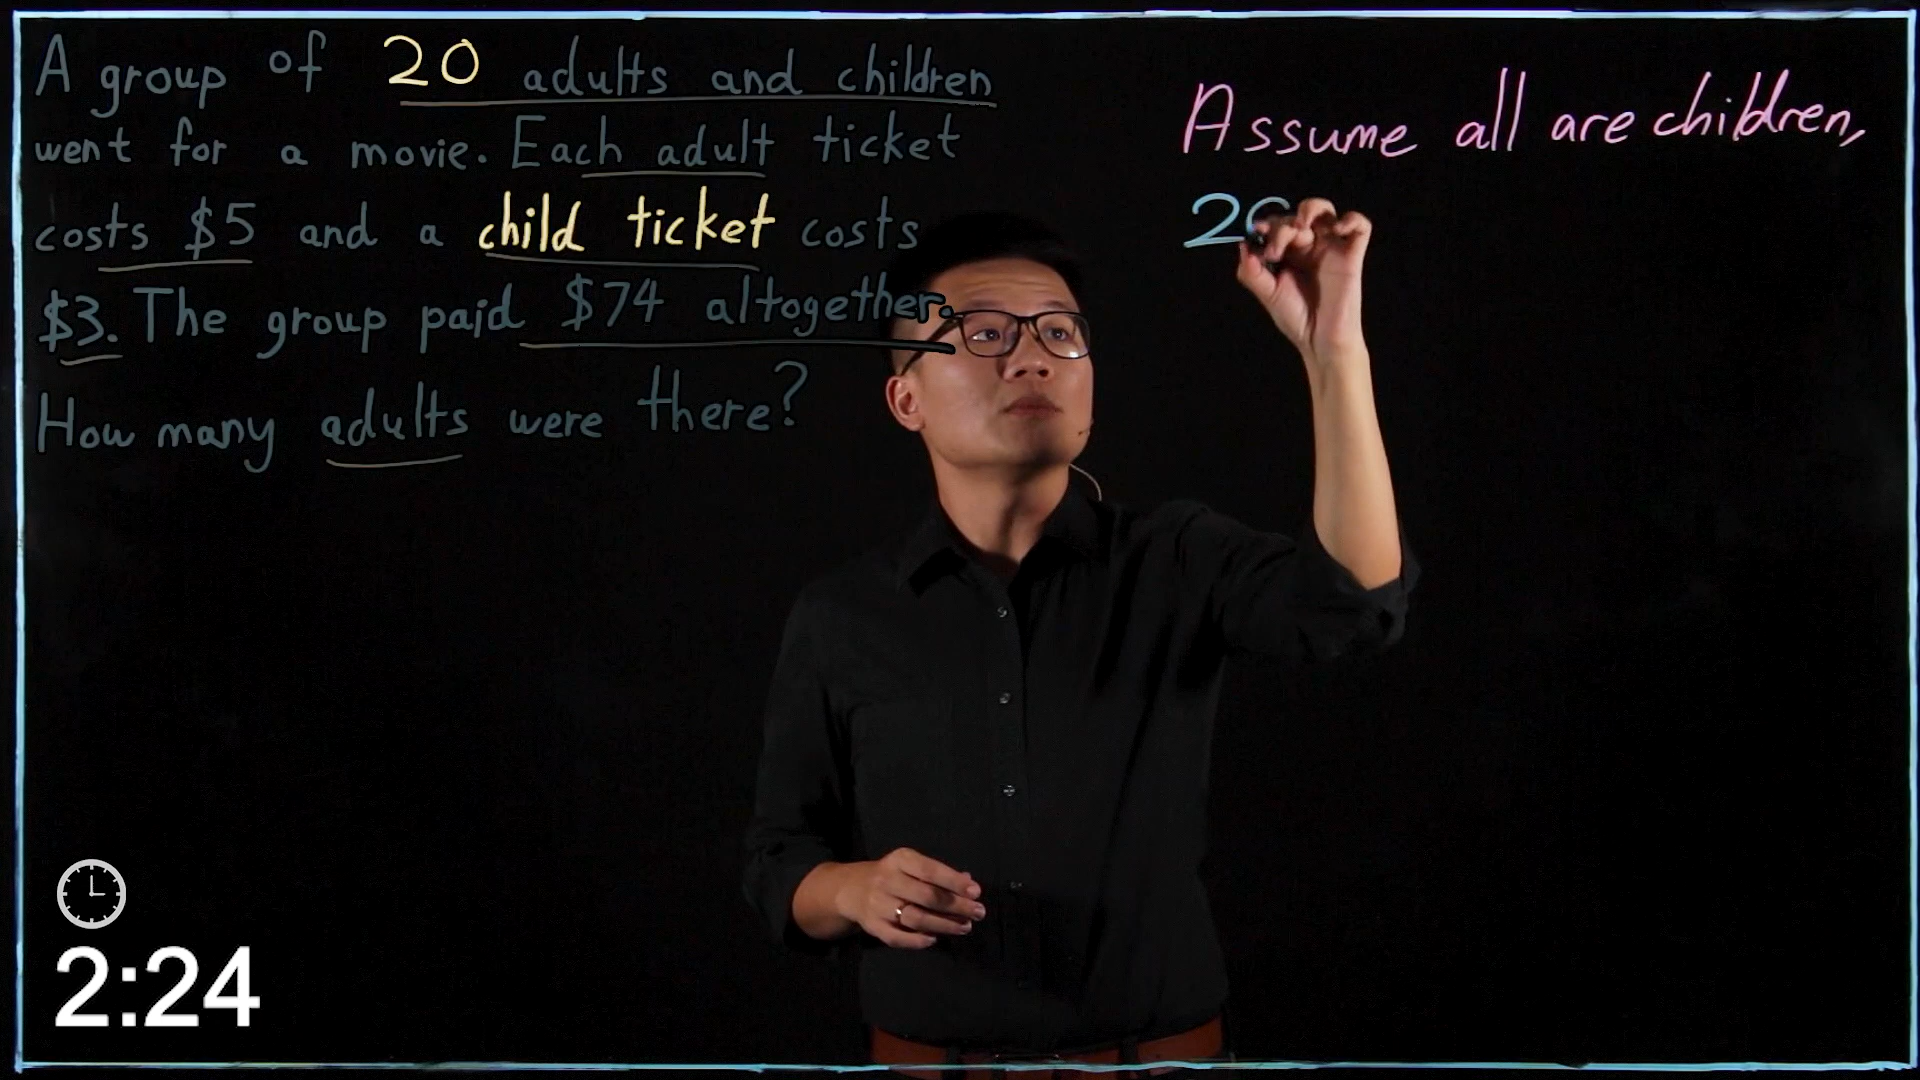 A group of 20 adults and children
went for a movie. Each adult ticket
costs $5 and a child ticket costs
$3. The group paid $74 altogether.
How many adults were there?
Assume all are children,
20
2:24